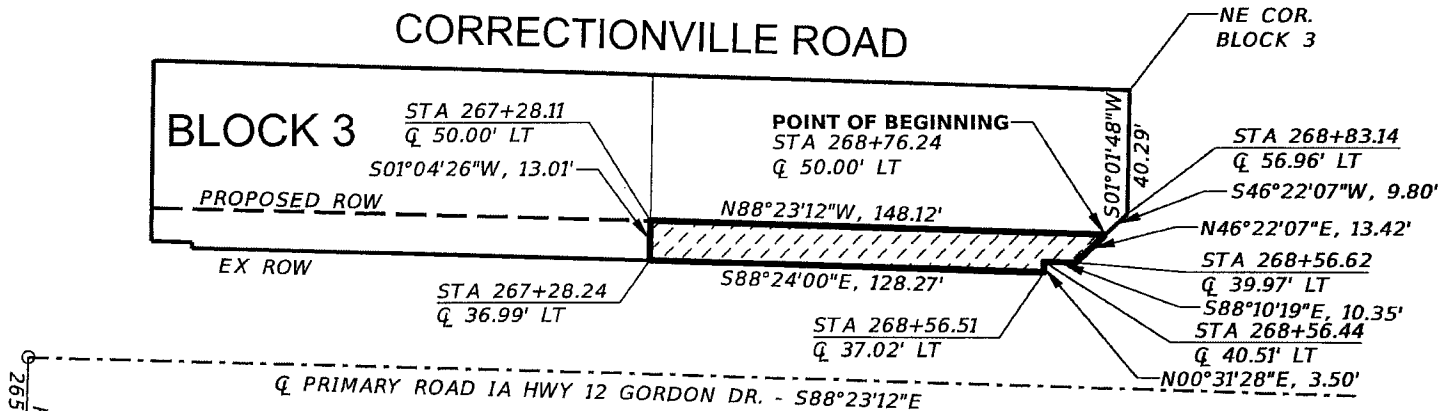 CORRECTIONVILLE ROAD
NE COR.
BLOCK 3
BLOCK 3
STA 267+28.11
℄ 50.00' LT
S01°04'26"W, 13.01'
POINT OF BEGINNING
STA 268+76.24
℄ 50.00' LT
S01°01'48"W
40.29'
STA 268+83.14
℄ 56.96' LT
S46°22'07"W, 9.80'
PROPOSED ROW
N88°23'12"W, 148.12'
N46°22'07"E, 13.42'
EX ROW
S88°24'00"E, 128.27'
STA 268+56.62
℄ 39.97' LT
S88°10'19"E, 10.35'
STA 267+28.24
℄ 36.99' LT
STA 268+56.51
℄ 37.02' LT
STA 268+56.44
℄ 40.51' LT
N00°31'28"E, 3.50'
℄ PRIMARY ROAD IA HWY 12 GORDON DR. - S88°23'12"E
265